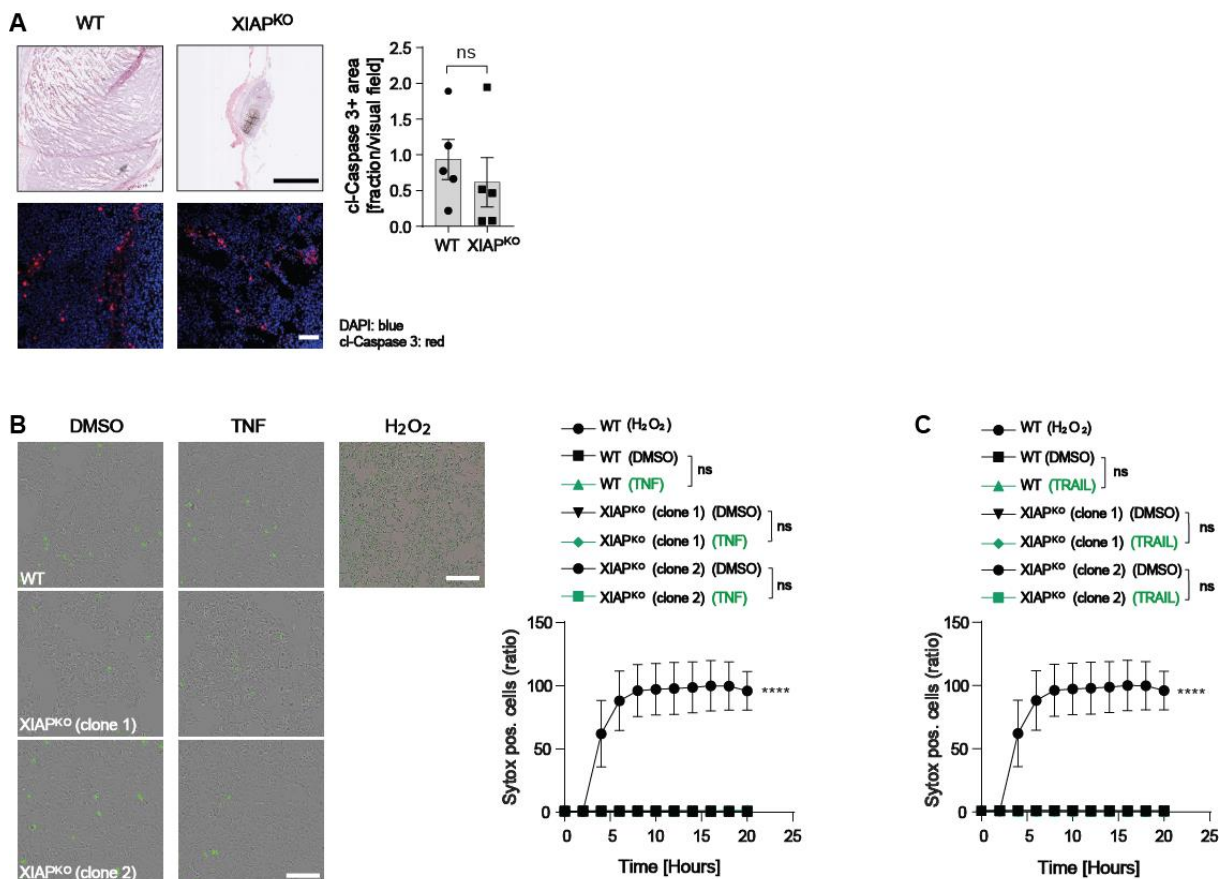 A
WT XIAPKO
ns
2.5
2.0
1.5
1.0
0.5
0.0
cl-Caspase 3+ area
[fraction/visual field]
WT XIAPKO
DAPI: blue
cl-Caspase 3: red
B
DMSO TNF H2O2
WT
XIAPKO (clone 1)
XIAPKO (clone 2)
WT (H2O2)
WT (DMSO)
ns
WT (TNF)
XIAPKO (clone 1) (DMSO)
ns
XIAPKO (clone 1) (TNF)
XIAPKO (clone 2) (DMSO)
ns
XIAPKO (clone 2) (TNF)
150
100
50
0
Sytox pos. cells (ratio)
****
0 5 10 15 20 25
Time [Hours]
C
WT (H2O2)
WT (DMSO)
ns
WT (TRAIL)
XIAPKO (clone 1) (DMSO)
ns
XIAPKO (clone 1) (TRAIL)
XIAPKO (clone 2) (DMSO)
ns
XIAPKO (clone 2) (TRAIL)
150
100
50
0
Sytox pos. cells (ratio)
****
0 5 10 15 20 25
Time [Hours]